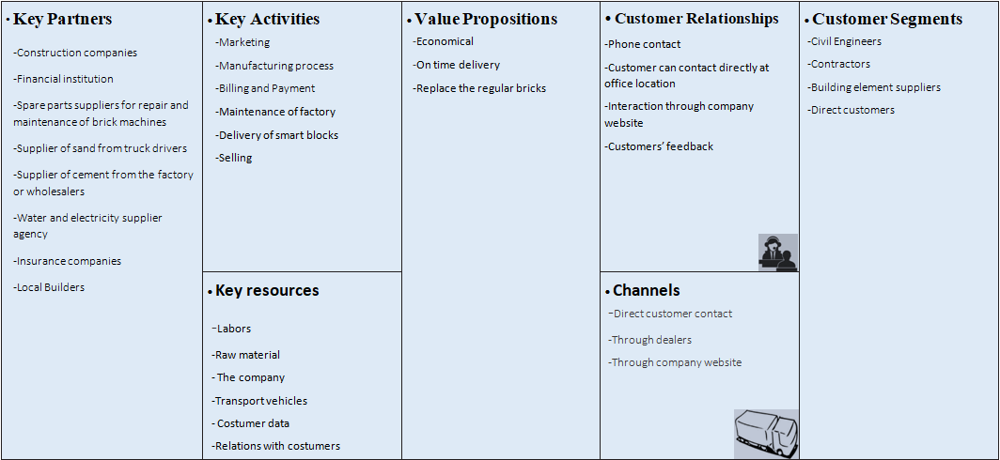 • Key Partners
-Construction companies
-Financial institution
-Spare parts suppliers for repair and
maintenance of brick machines
-Supplier of sand from truck drivers
-Supplier of cement from the factory
or wholesalers
-Water and electricity supplier
agency
-Insurance companies
-Local Builders
• Key Activities
-Marketing
-Manufacturing process
-Billing and Payment
-Maintenance of factory
-Delivery of smart blocks
-Selling
• Key resources
-Labors
-Raw material
- The company
-Transport vehicles
- Costumer data
-Relations with costumers
• Value Propositions
-Economical
-On time delivery
-Replace the regular bricks
• Customer Relationships
-Phone contact
-Customer can contact directly at
office location
-Interaction through company
website
-Customers’ feedback
• Channels
-Direct customer contact
-Through dealers
-Through company website
• Customer Segments
-Civil Engineers
-Contractors
-Building element suppliers
-Direct customers